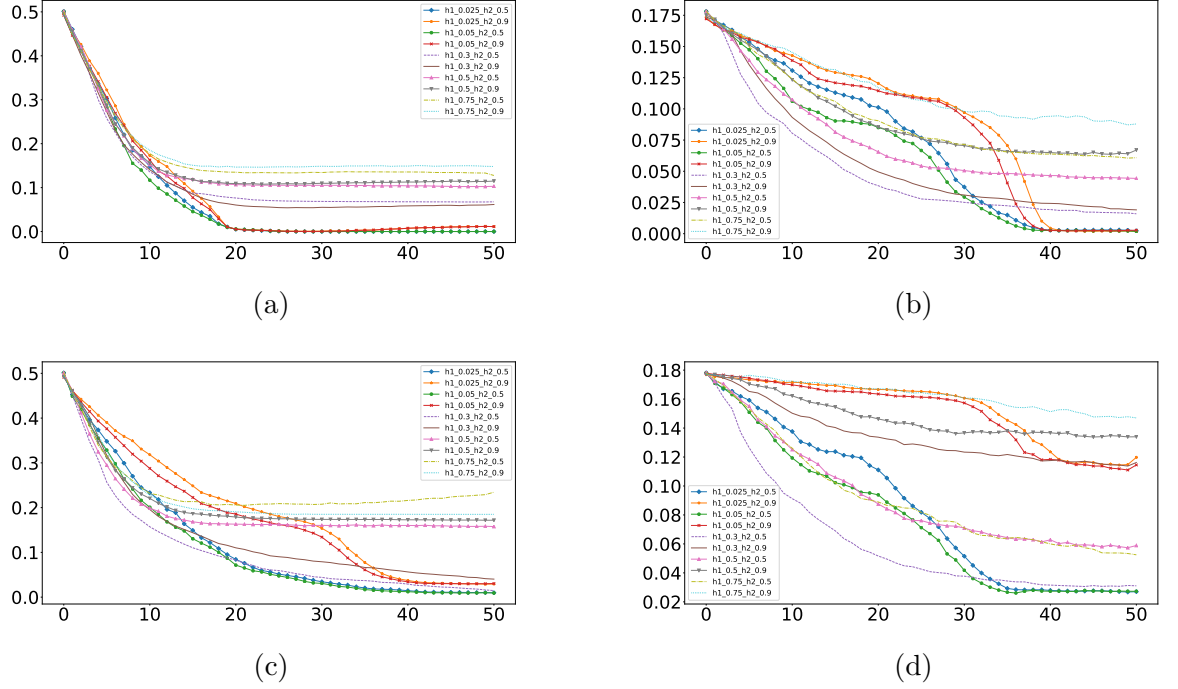 0.5
0.4
0.3
0.2
0.1
0.0
0 10 20 30 40 50
h1_0.025_h2_0.5
h1_0.025_h2_0.9
h1_0.05_h2_0.5
h1_0.05_h2_0.9
h1_0.3_h2_0.5
h1_0.3_h2_0.9
h1_0.5_h2_0.5
h1_0.5_h2_0.9
h1_0.75_h2_0.5
h1_0.75_h2_0.9
(a)
0.175
0.150
0.125
0.100
0.075
0.050
0.025
0.000
0 10 20 30 40 50
h1_0.025_h2_0.5
h1_0.025_h2_0.9
h1_0.05_h2_0.5
h1_0.05_h2_0.9
h1_0.3_h2_0.5
h1_0.3_h2_0.9
h1_0.5_h2_0.5
h1_0.5_h2_0.9
h1_0.75_h2_0.5
h1_0.75_h2_0.9
(b)
0.5
0.4
0.3
0.2
0.1
0.0
0 10 20 30 40 50
h1_0.025_h2_0.5
h1_0.025_h2_0.9
h1_0.05_h2_0.5
h1_0.05_h2_0.9
h1_0.3_h2_0.5
h1_0.3_h2_0.9
h1_0.5_h2_0.5
h1_0.5_h2_0.9
h1_0.75_h2_0.5
h1_0.75_h2_0.9
(c)
0.18
0.16
0.14
0.12
0.10
0.08
0.06
0.04
0.02
0 10 20 30 40 50
h1_0.025_h2_0.5
h1_0.025_h2_0.9
h1_0.05_h2_0.5
h1_0.05_h2_0.9
h1_0.3_h2_0.5
h1_0.3_h2_0.9
h1_0.5_h2_0.5
h1_0.5_h2_0.9
h1_0.75_h2_0.5
h1_0.75_h2_0.9
(d)